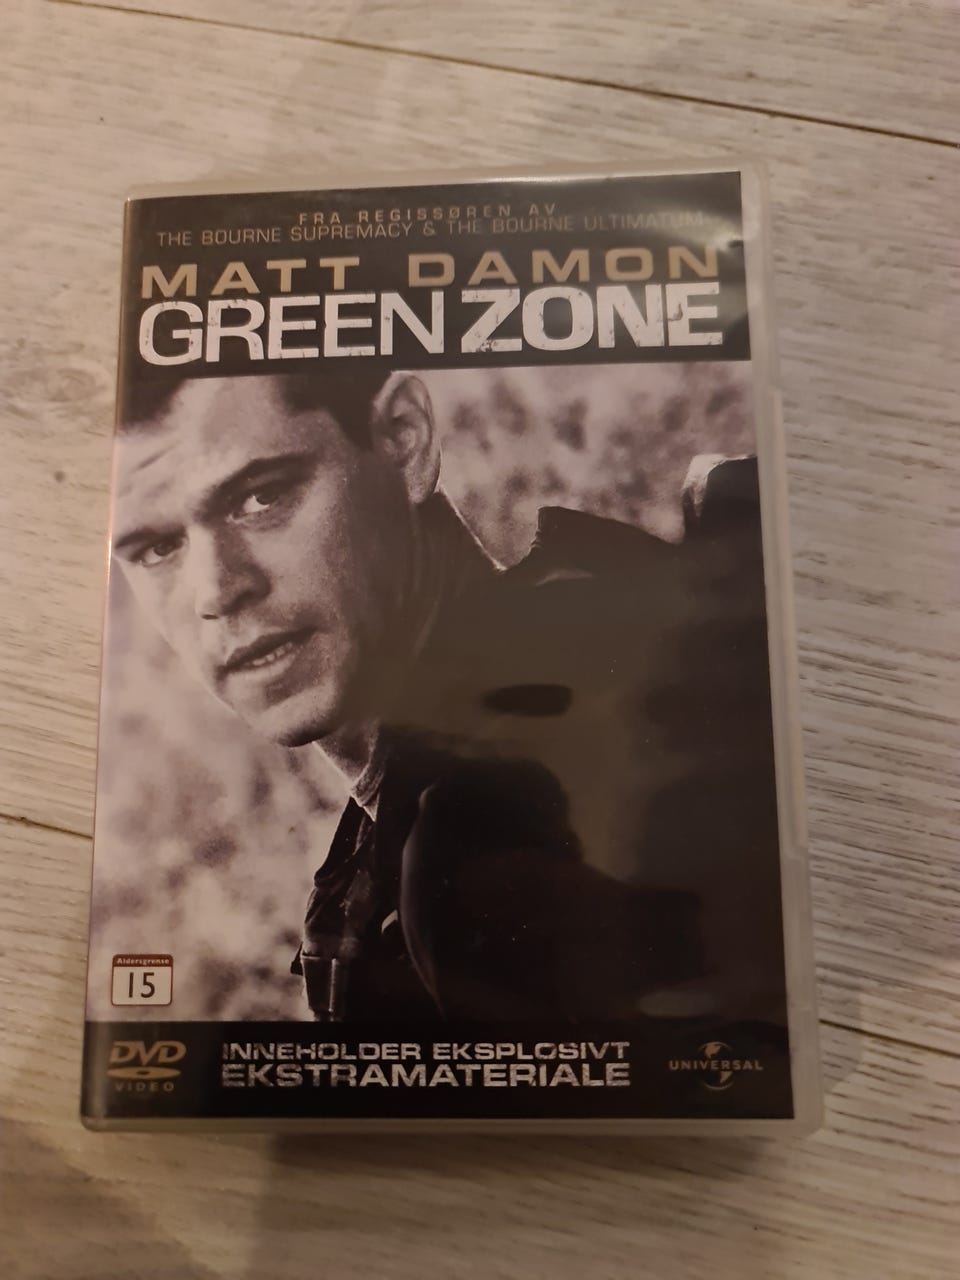 FRA REGISSØREN AV
THE BOURNE SUPREMACY & THE BOURNE ULTIMATUM
MATT DAMON
GREEN ZONE
Aldersgrense
15
DVD
VIDEO
INNEHOLDER EKSPLOSIVT
EKSTRAMATERIALE
UNIVERSAL